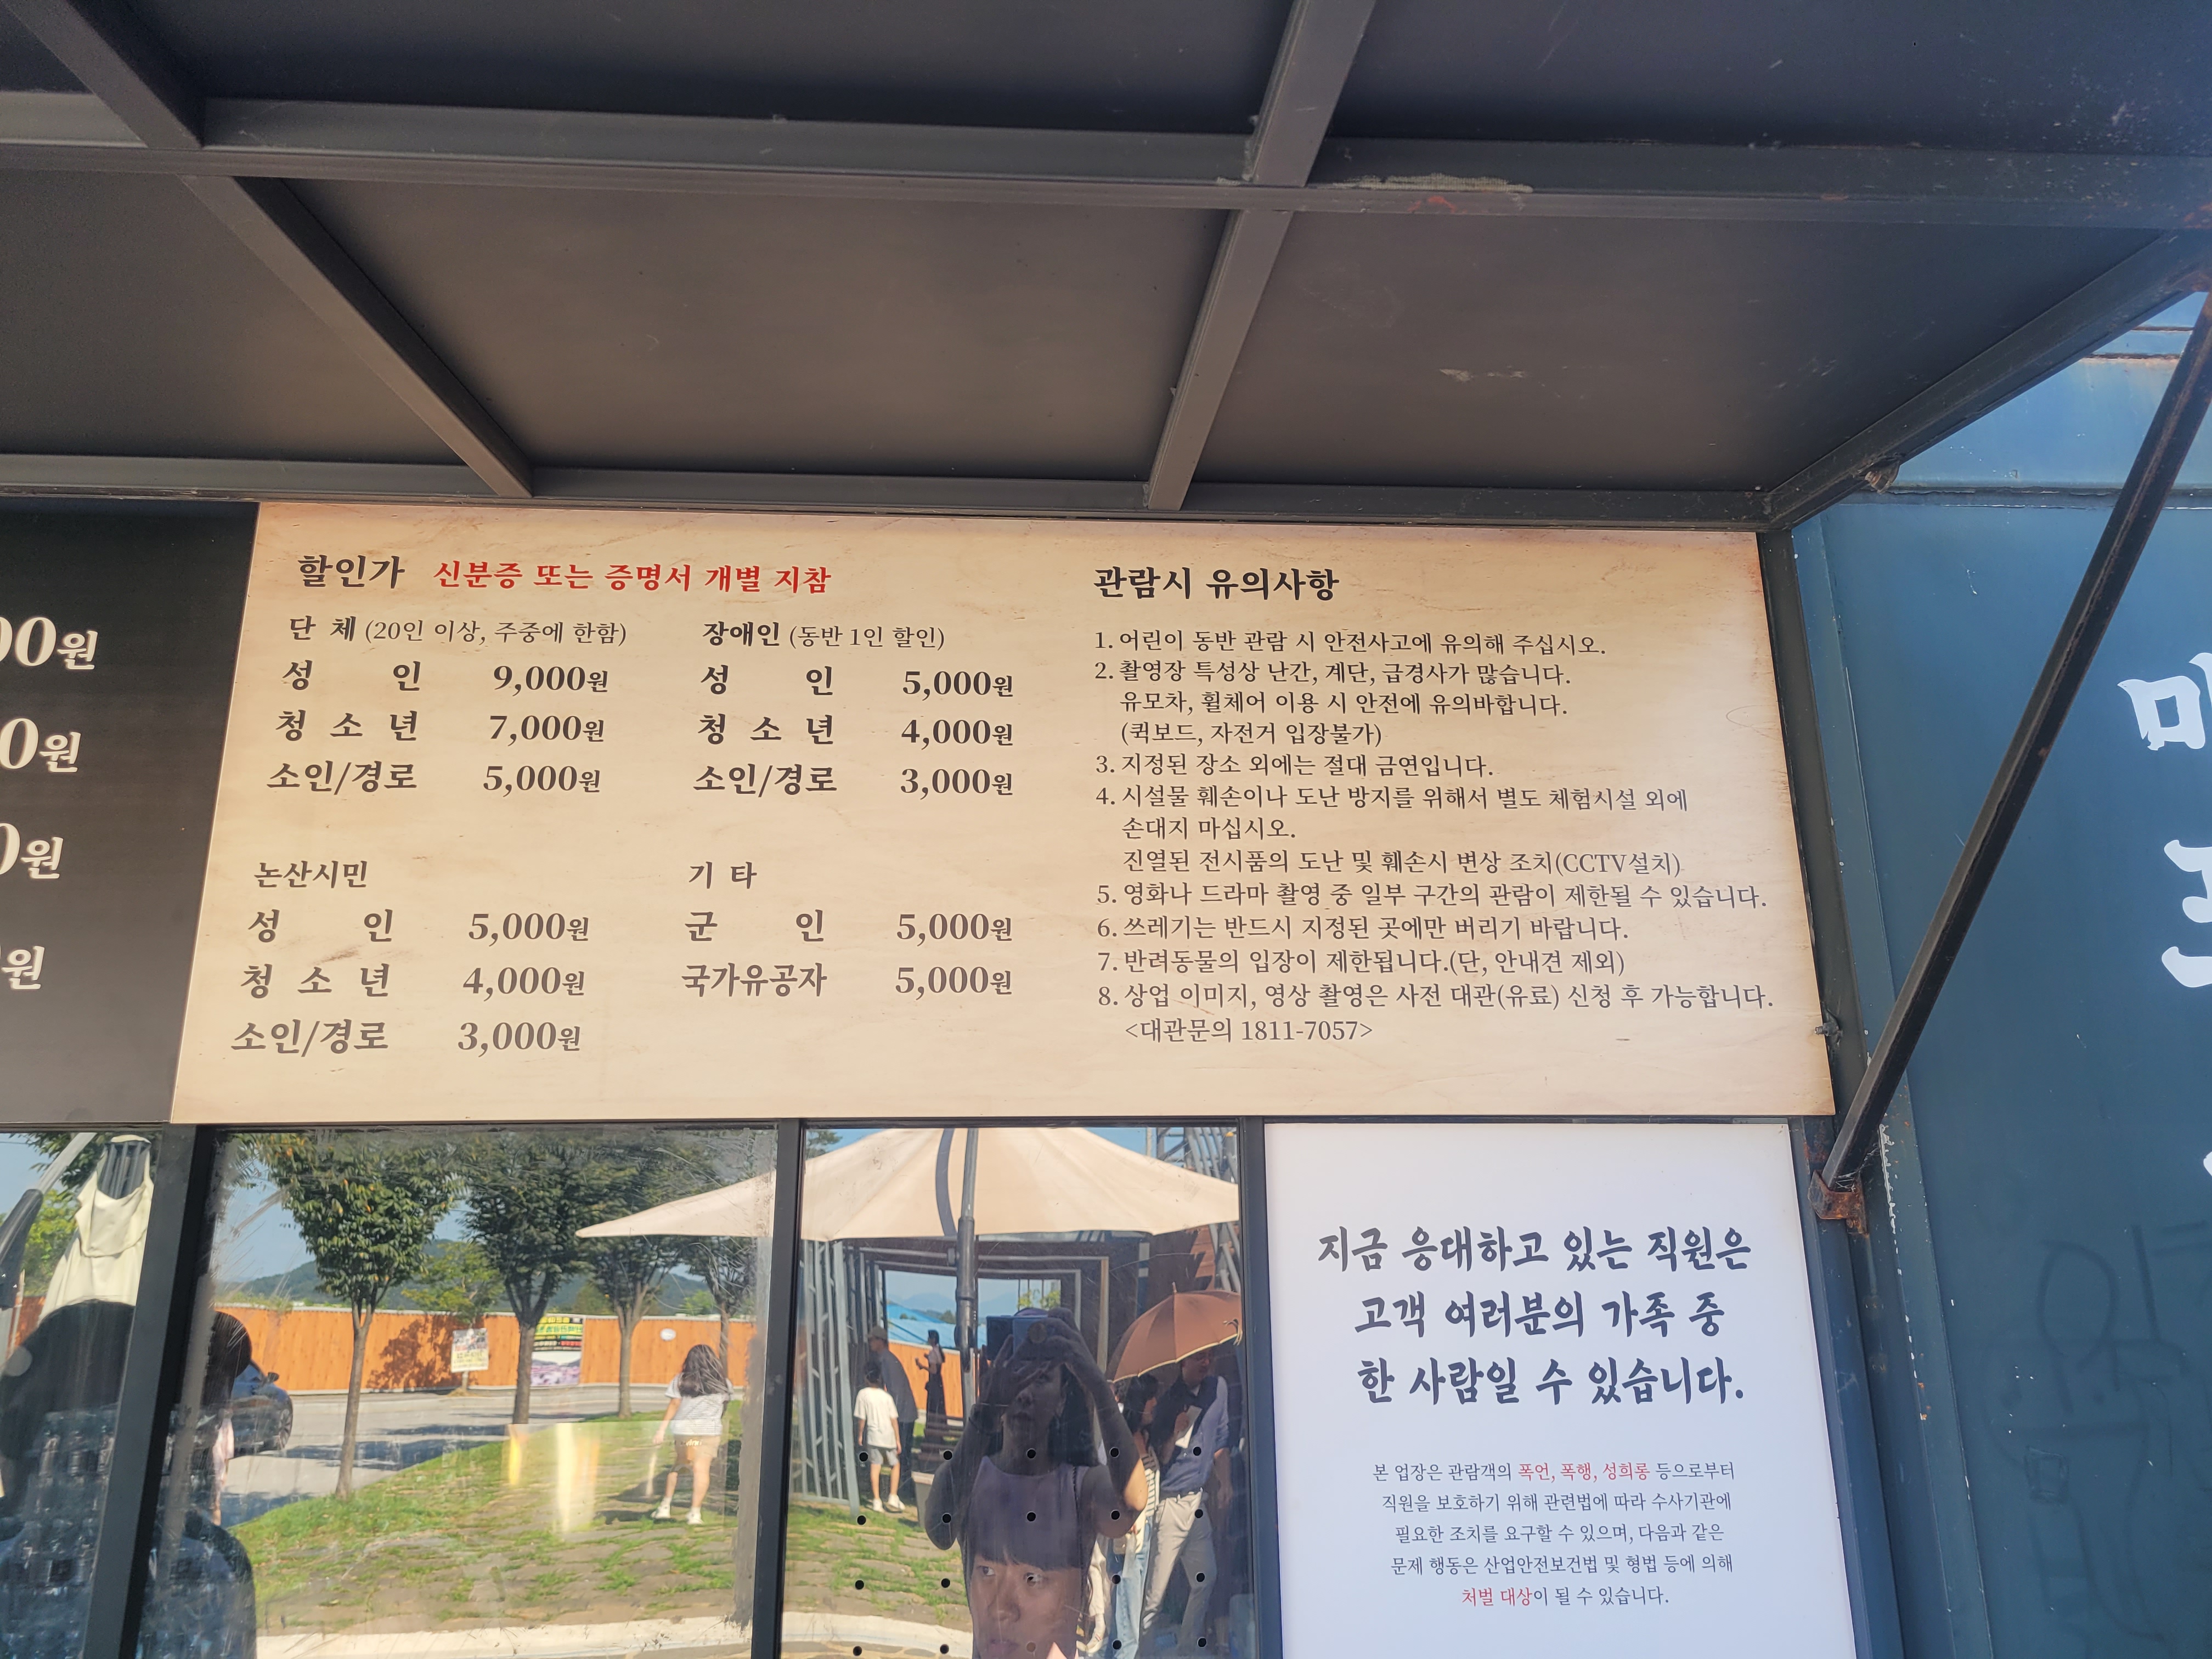 00원
0원
0원
원
할인가 신분증 또는 증명서 개별 지참
단 체 (20인 이상, 주중에 한함)
성 인 9,000원
청 소 년 7,000원
소인/경로 5,000원
장애인 (동반 1인 할인)
성 인 5,000원
청 소 년 4,000원
소인/경로 3,000원
논산시민
성 인 5,000원
청 소 년 4,000원
소인/경로 3,000원
기 타
군 인 5,000원
국가유공자 5,000원
관람시 유의사항
1. 어린이 동반 관람 시 안전사고에 유의해 주십시오.
2. 촬영장 특성상 난간, 계단, 급경사가 많습니다.
유모차, 휠체어 이용 시 안전에 유의바합니다.
(퀵보드, 자전거 입장불가)
3. 지정된 장소 외에는 절대 금연입니다.
4. 시설물 훼손이나 도난 방지를 위해서 별도 체험시설 외에
손대지 마십시오.
진열된 전시품의 도난 및 훼손시 변상 조치(CCTV설치)
5. 영화나 드라마 촬영 중 일부 구간의 관람이 제한될 수 있습니다.
6. 쓰레기는 반드시 지정된 곳에만 버리기 바랍니다.
7. 반려동물의 입장이 제한됩니다.(단, 안내견 제외)
8. 상업 이미지, 영상 촬영은 사전 대관(유료) 신청 후 가능합니다.
<대관문의 1811-7057>
지금 응대하고 있는 직원은
고객 여러분의 가족 중
한 사람일 수 있습니다.
본 업장은 관람객의 폭언, 폭행, 성희롱 등으로부터
직원을 보호하기 위해 관련법에 따라 수사기관에
필요한 조치를 요구할 수 있으며, 다음과 같은
문제 행동은 산업안전보건법 및 형법 등에 의해
처벌 대상이 될 수 있습니다.